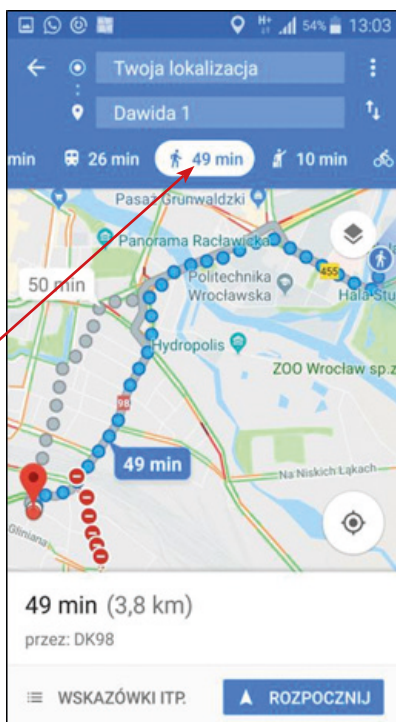 H+ 54% 13:03
Twoja lokalizacja
Dawida 1
min 26 min 49 min 10 min
Pasaż Grunwaldzki
Panorama Racławicka
455
50 min
Politechnika
Wrocławska
Hala Stu
Hydropolis
ZOO Wrocław sp.z
98
49 min
Na Niskich Łąkach
Gliniana
49 min (3,8 km)
przez: DK98
WSKAZÓWKI ITP. ROZPOCZNIJ